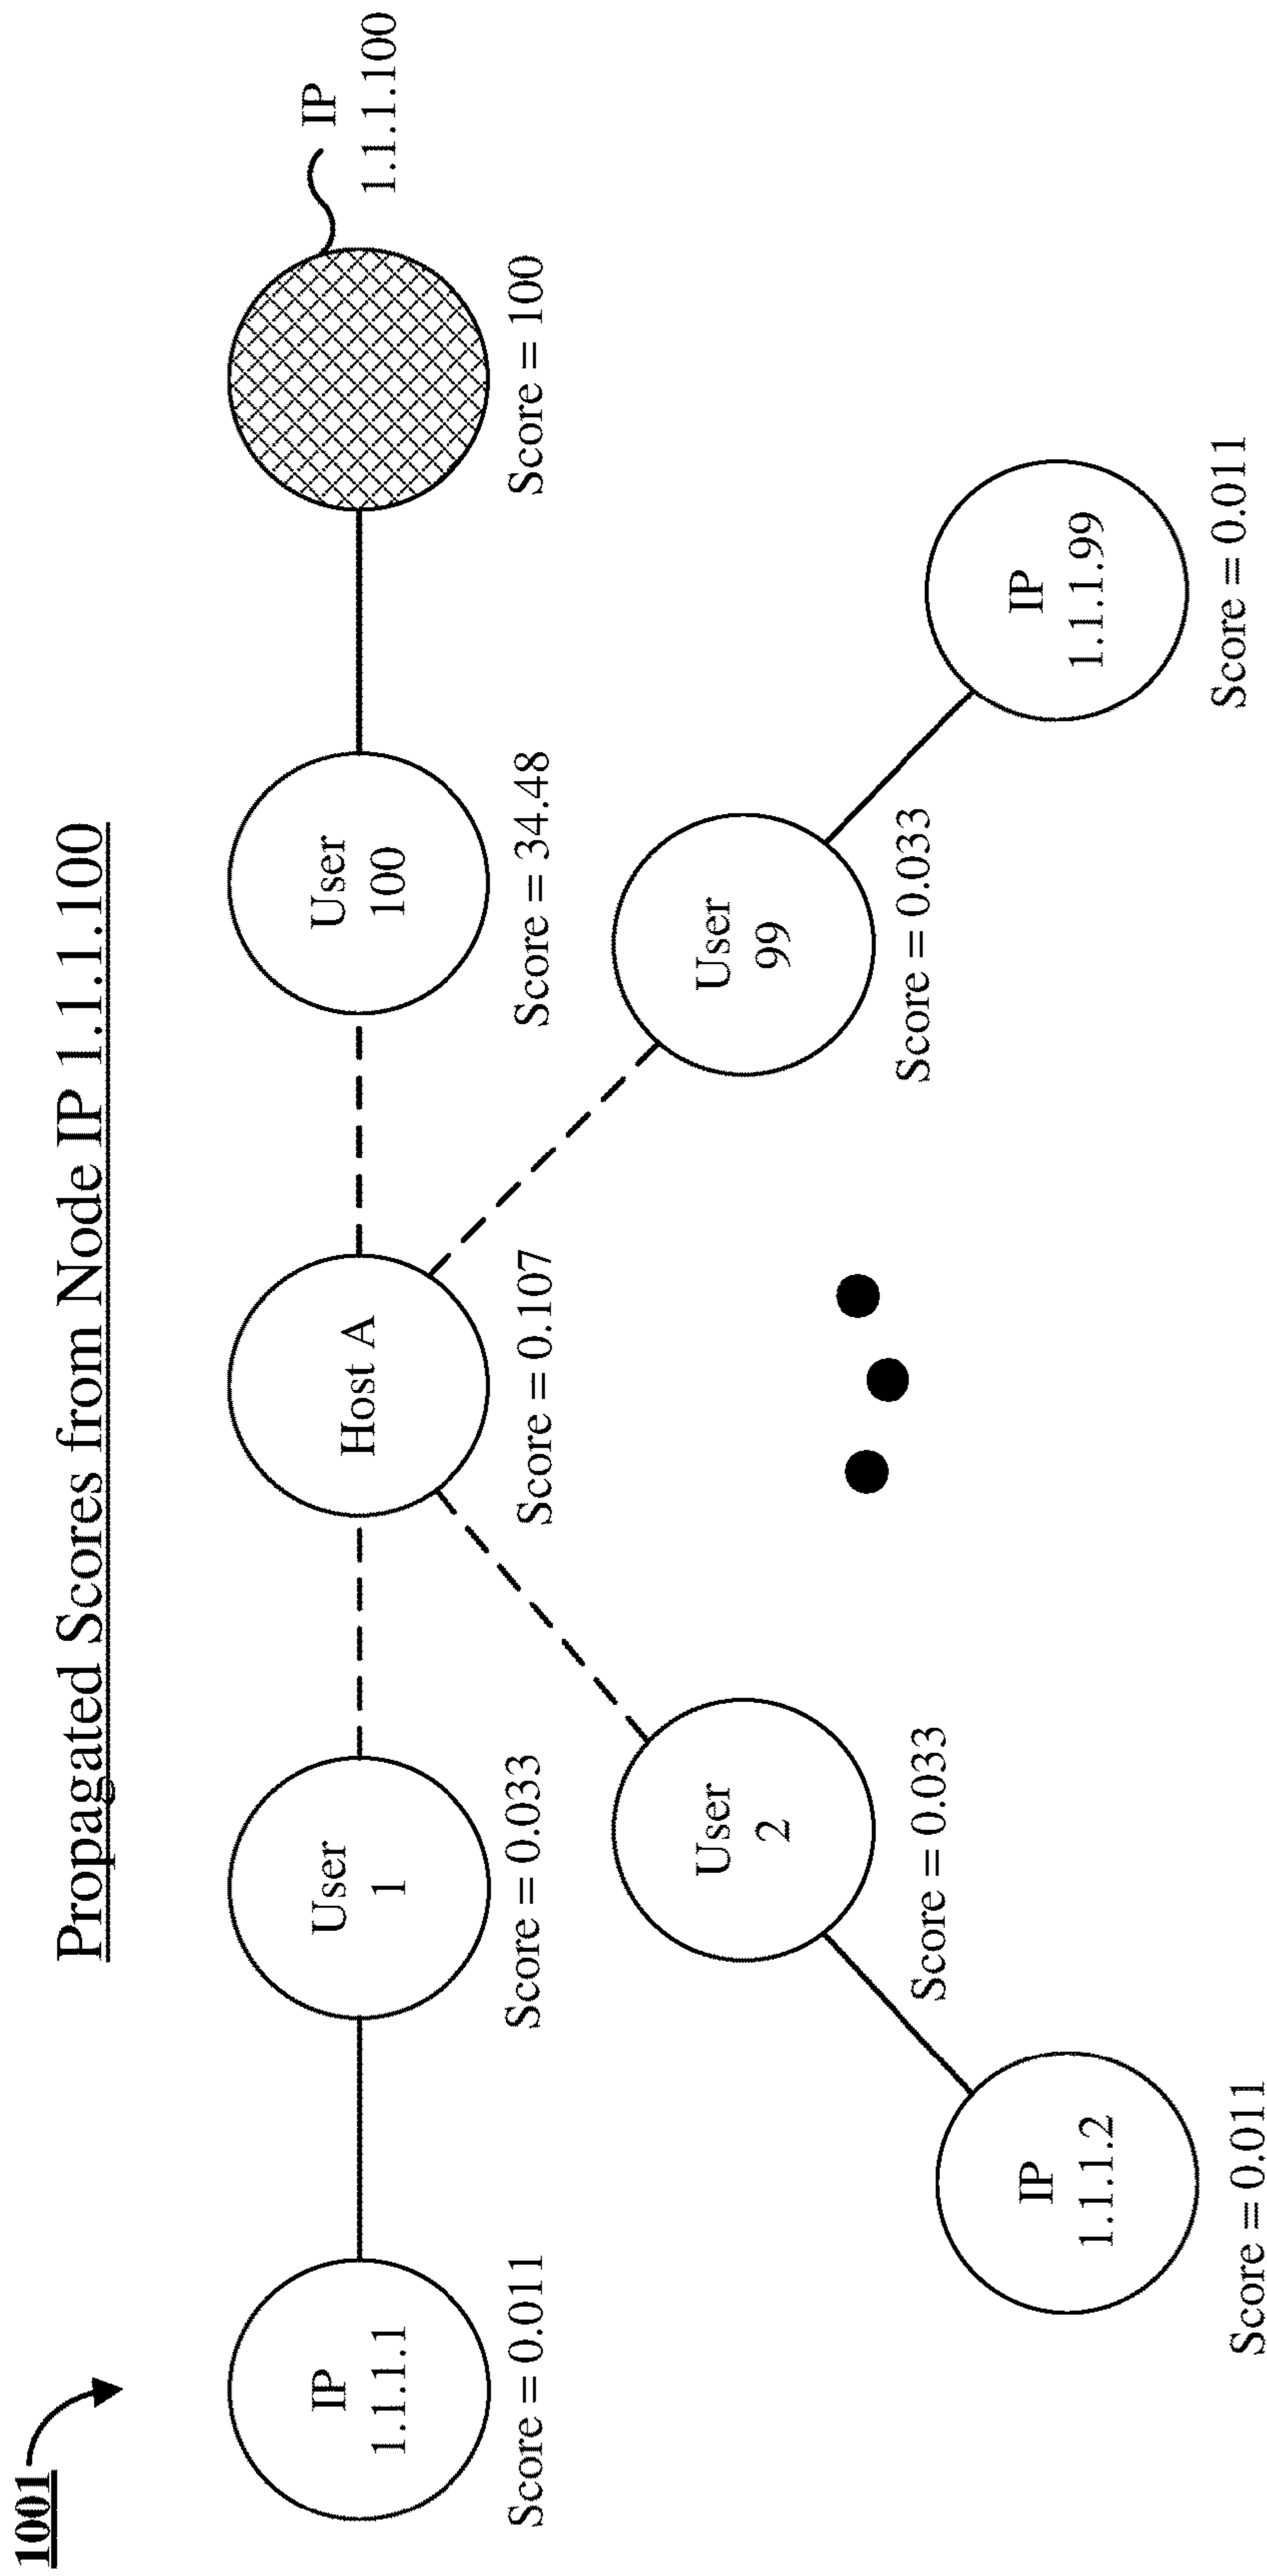 1001
Propagated Scores from Node IP 1.1.1.100
IP
1.1.1.1
Score = 0.011
User
1
Score = 0.033
Host A
Score = 0.107
User
100
Score = 34.48
IP
1.1.1.100
Score = 100
User
2
Score = 0.033
User
99
Score = 0.033
IP
1.1.1.2
Score = 0.011
IP
1.1.1.99
Score = 0.011